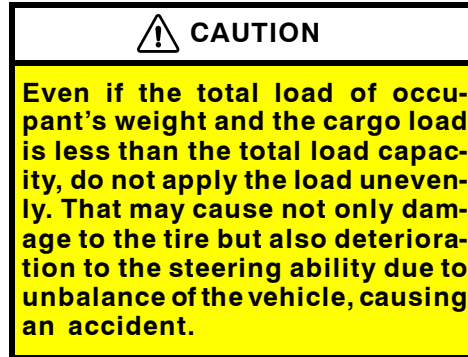 CAUTION
Even if the total load of occu-
pant's weight and the cargo load
is less than the total load capac-
ity, do not apply the load uneven-
ly. That may cause not only dam-
age to the tire but also deteriora-
tion to the steering ability due to
unbalance of the vehicle, causing
an accident.